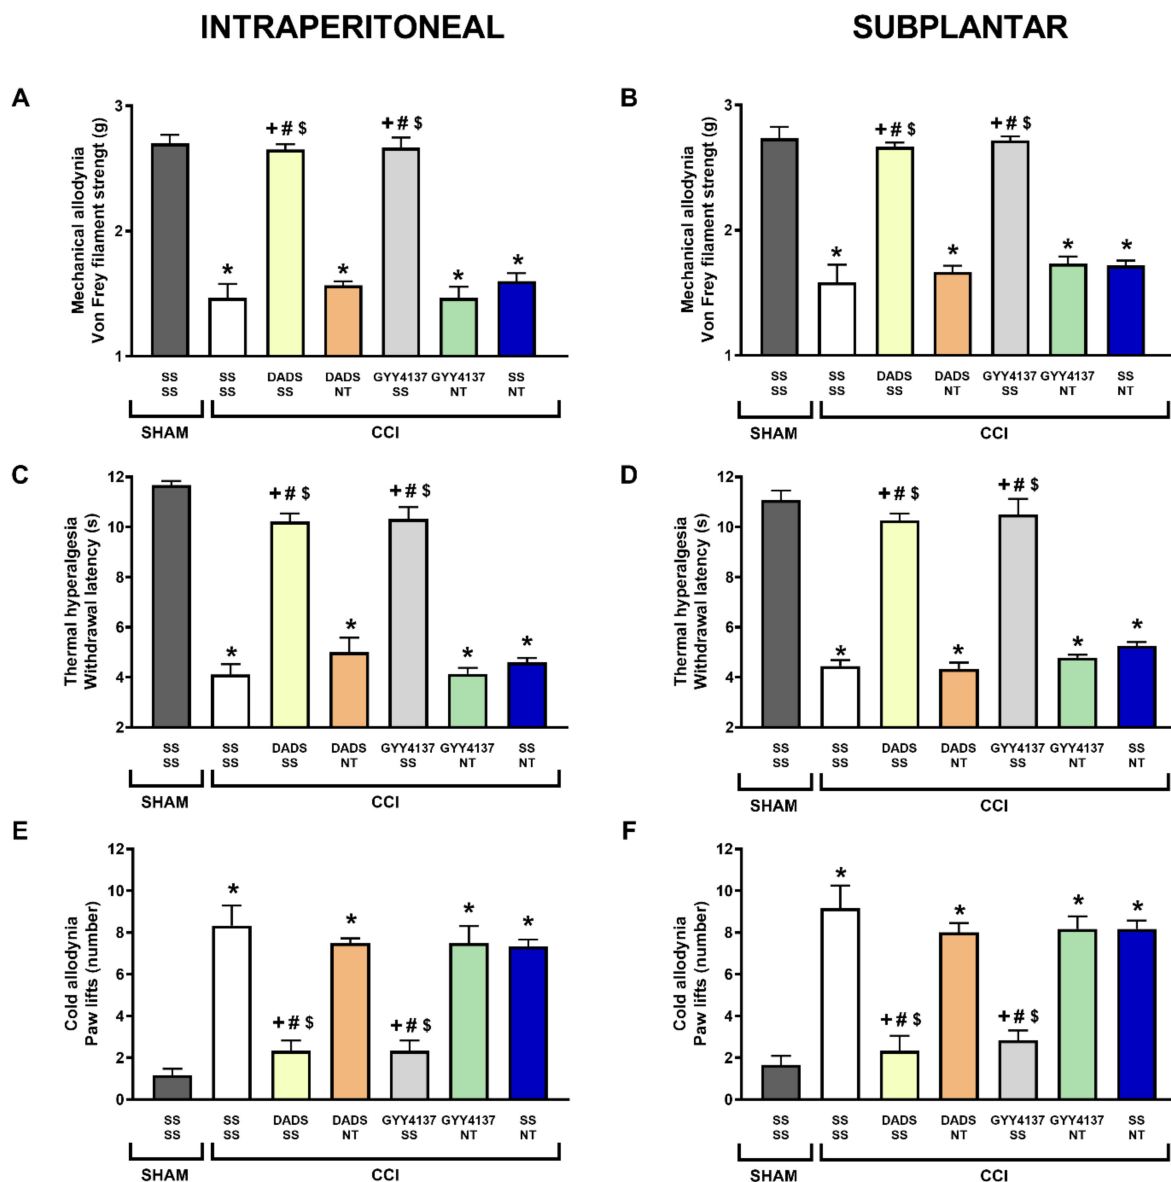 INTRAPERITONEAL
SUBPLANTAR
A
Mechanical allodynia
Von Frey filament strengt (g)
3
2
1
+ # $
+ # $
*
*
*
*
SS SS DADS DADS GYY4137 GYY4137 SS
SS SS SS NT SS NT NT
SHAM
CCI
B
Mechanical allodynia
Von Frey filament strengt (g)
3
2
1
+ # $
+ # $
*
*
*
*
SS SS DADS DADS GYY4137 GYY4137 SS
SS SS SS NT SS NT NT
SHAM
CCI
C
Thermal hyperalgesia
Withdrawal latency (s)
12
10
8
6
4
2
+ # $
+ # $
*
*
*
*
SS SS DADS DADS GYY4137 GYY4137 SS
SS SS SS NT SS NT NT
SHAM
CCI
D
Thermal hyperalgesia
Withdrawal latency (s)
12
10
8
6
4
2
+ # $
+ # $
*
*
*
*
SS SS DADS DADS GYY4137 GYY4137 SS
SS SS SS NT SS NT NT
SHAM
CCI
E
Cold allodynia
Paw lifts (number)
12
10
8
6
4
2
0
*
*
*
*
+ # $
+ # $
SS SS DADS DADS GYY4137 GYY4137 SS
SS SS SS NT SS NT NT
SHAM
CCI
F
Cold allodynia
Paw lifts (number)
12
10
8
6
4
2
0
*
*
*
*
+ # $
+ # $
SS SS DADS DADS GYY4137 GYY4137 SS
SS SS SS NT SS NT NT
SHAM
CCI